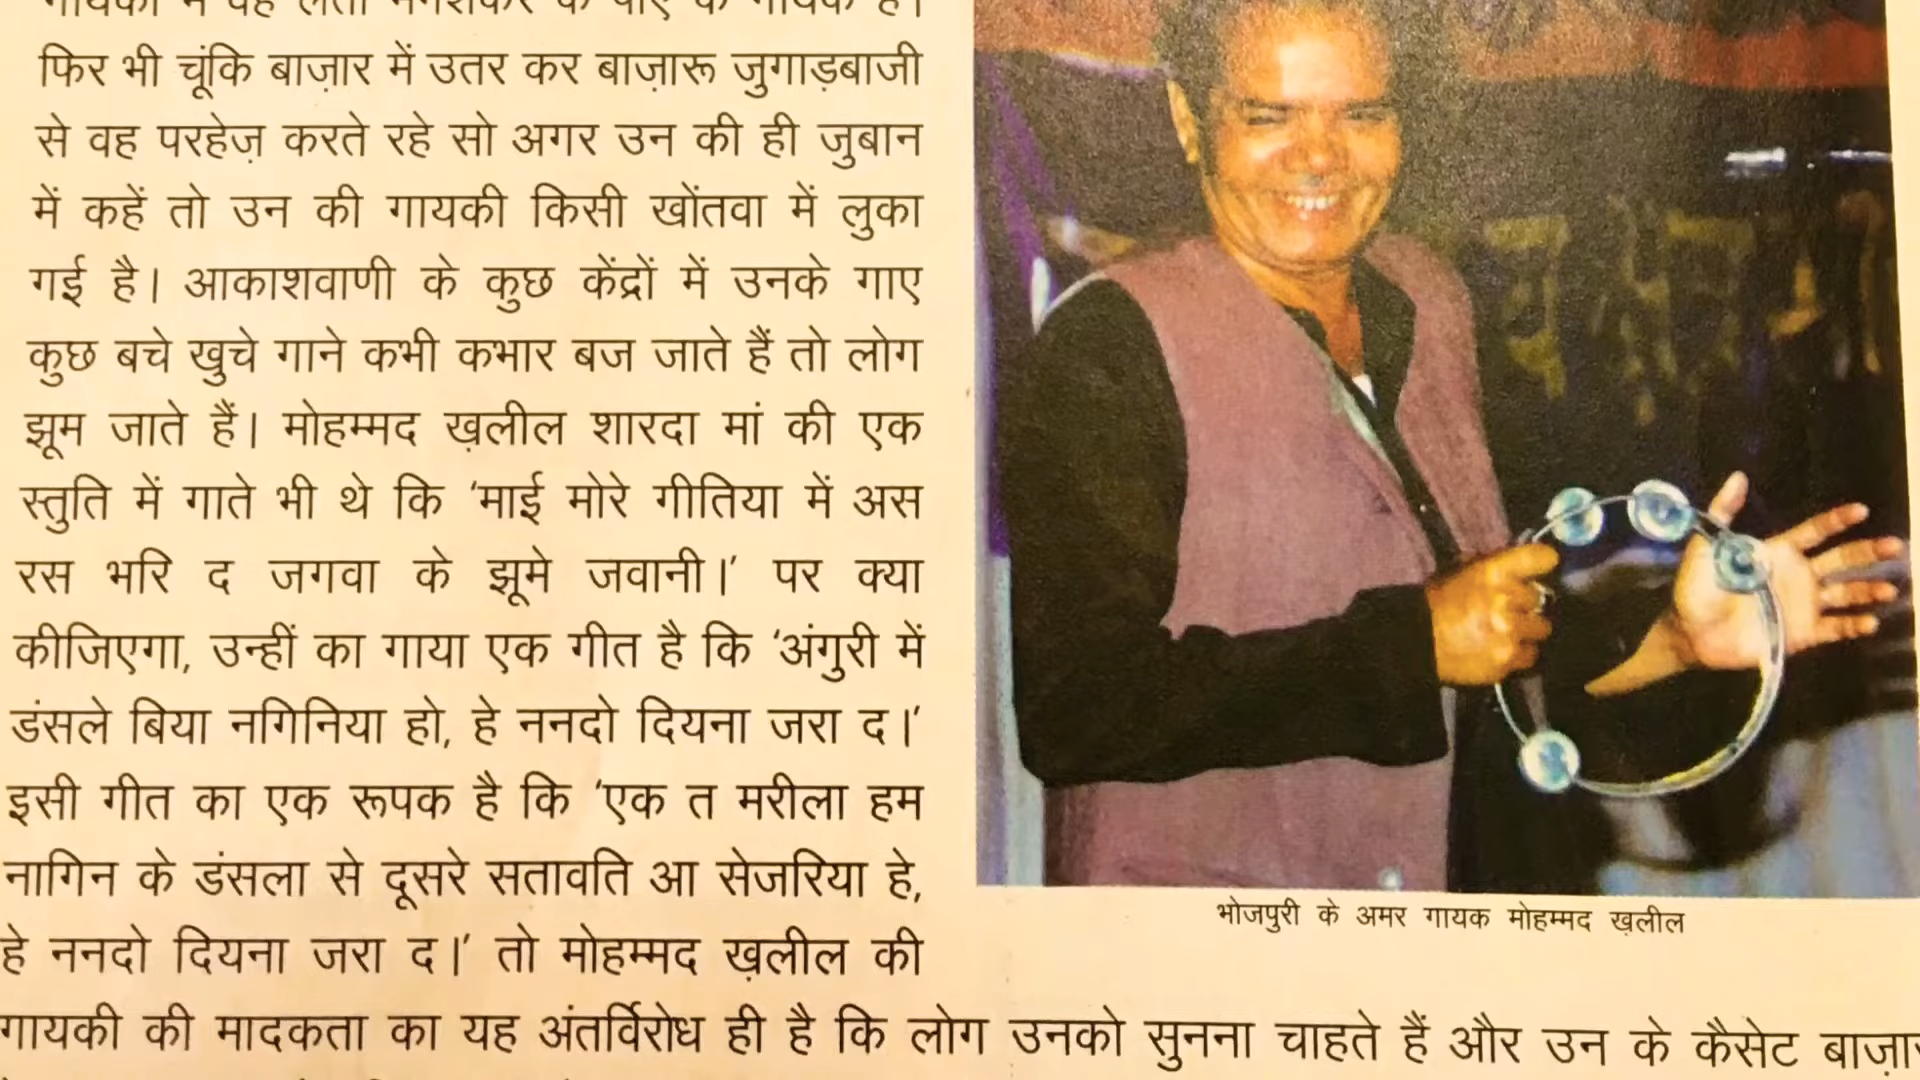 फिर भी चूंकि बाज़ार में उतर कर बाज़ारू जुगाड़बाजी
से वह परहेज़ करते रहे सो अगर उन की ही जुबान
में कहें तो उन की गायकी किसी खोंतवा में लुका
गई है। आकाशवाणी के कुछ केंद्रों में उनके गाए
कुछ बचे खुचे गाने कभी कभार बज जाते हैं तो लोग
झूम जाते हैं। मोहम्मद ख़लील शारदा मां की एक
स्तुति में गाते भी थे कि ‘माई मोरे गीतिया में अस
रस भरि द जगवा के झूमे जवानी।’ पर क्या
कीजिएगा, उन्हीं का गाया एक गीत है कि ‘अंगुरी में
डंसले बिया नगिनिया हो, हे ननदो दियना जरा द।’
इसी गीत का एक रूपक है कि ‘एक त मरीला हम
नागिन के डंसला से दूसरे सतावति आ सेजरिया हे,
हे ननदो दियना जरा द।’ तो मोहम्मद ख़लील की
गायकी की मादकता का यह अंतर्विरोध ही है कि लोग उनको सुनना चाहते हैं और उन के कैसेट
भोजपुरी के अमर गायक मोहम्मद ख़लील